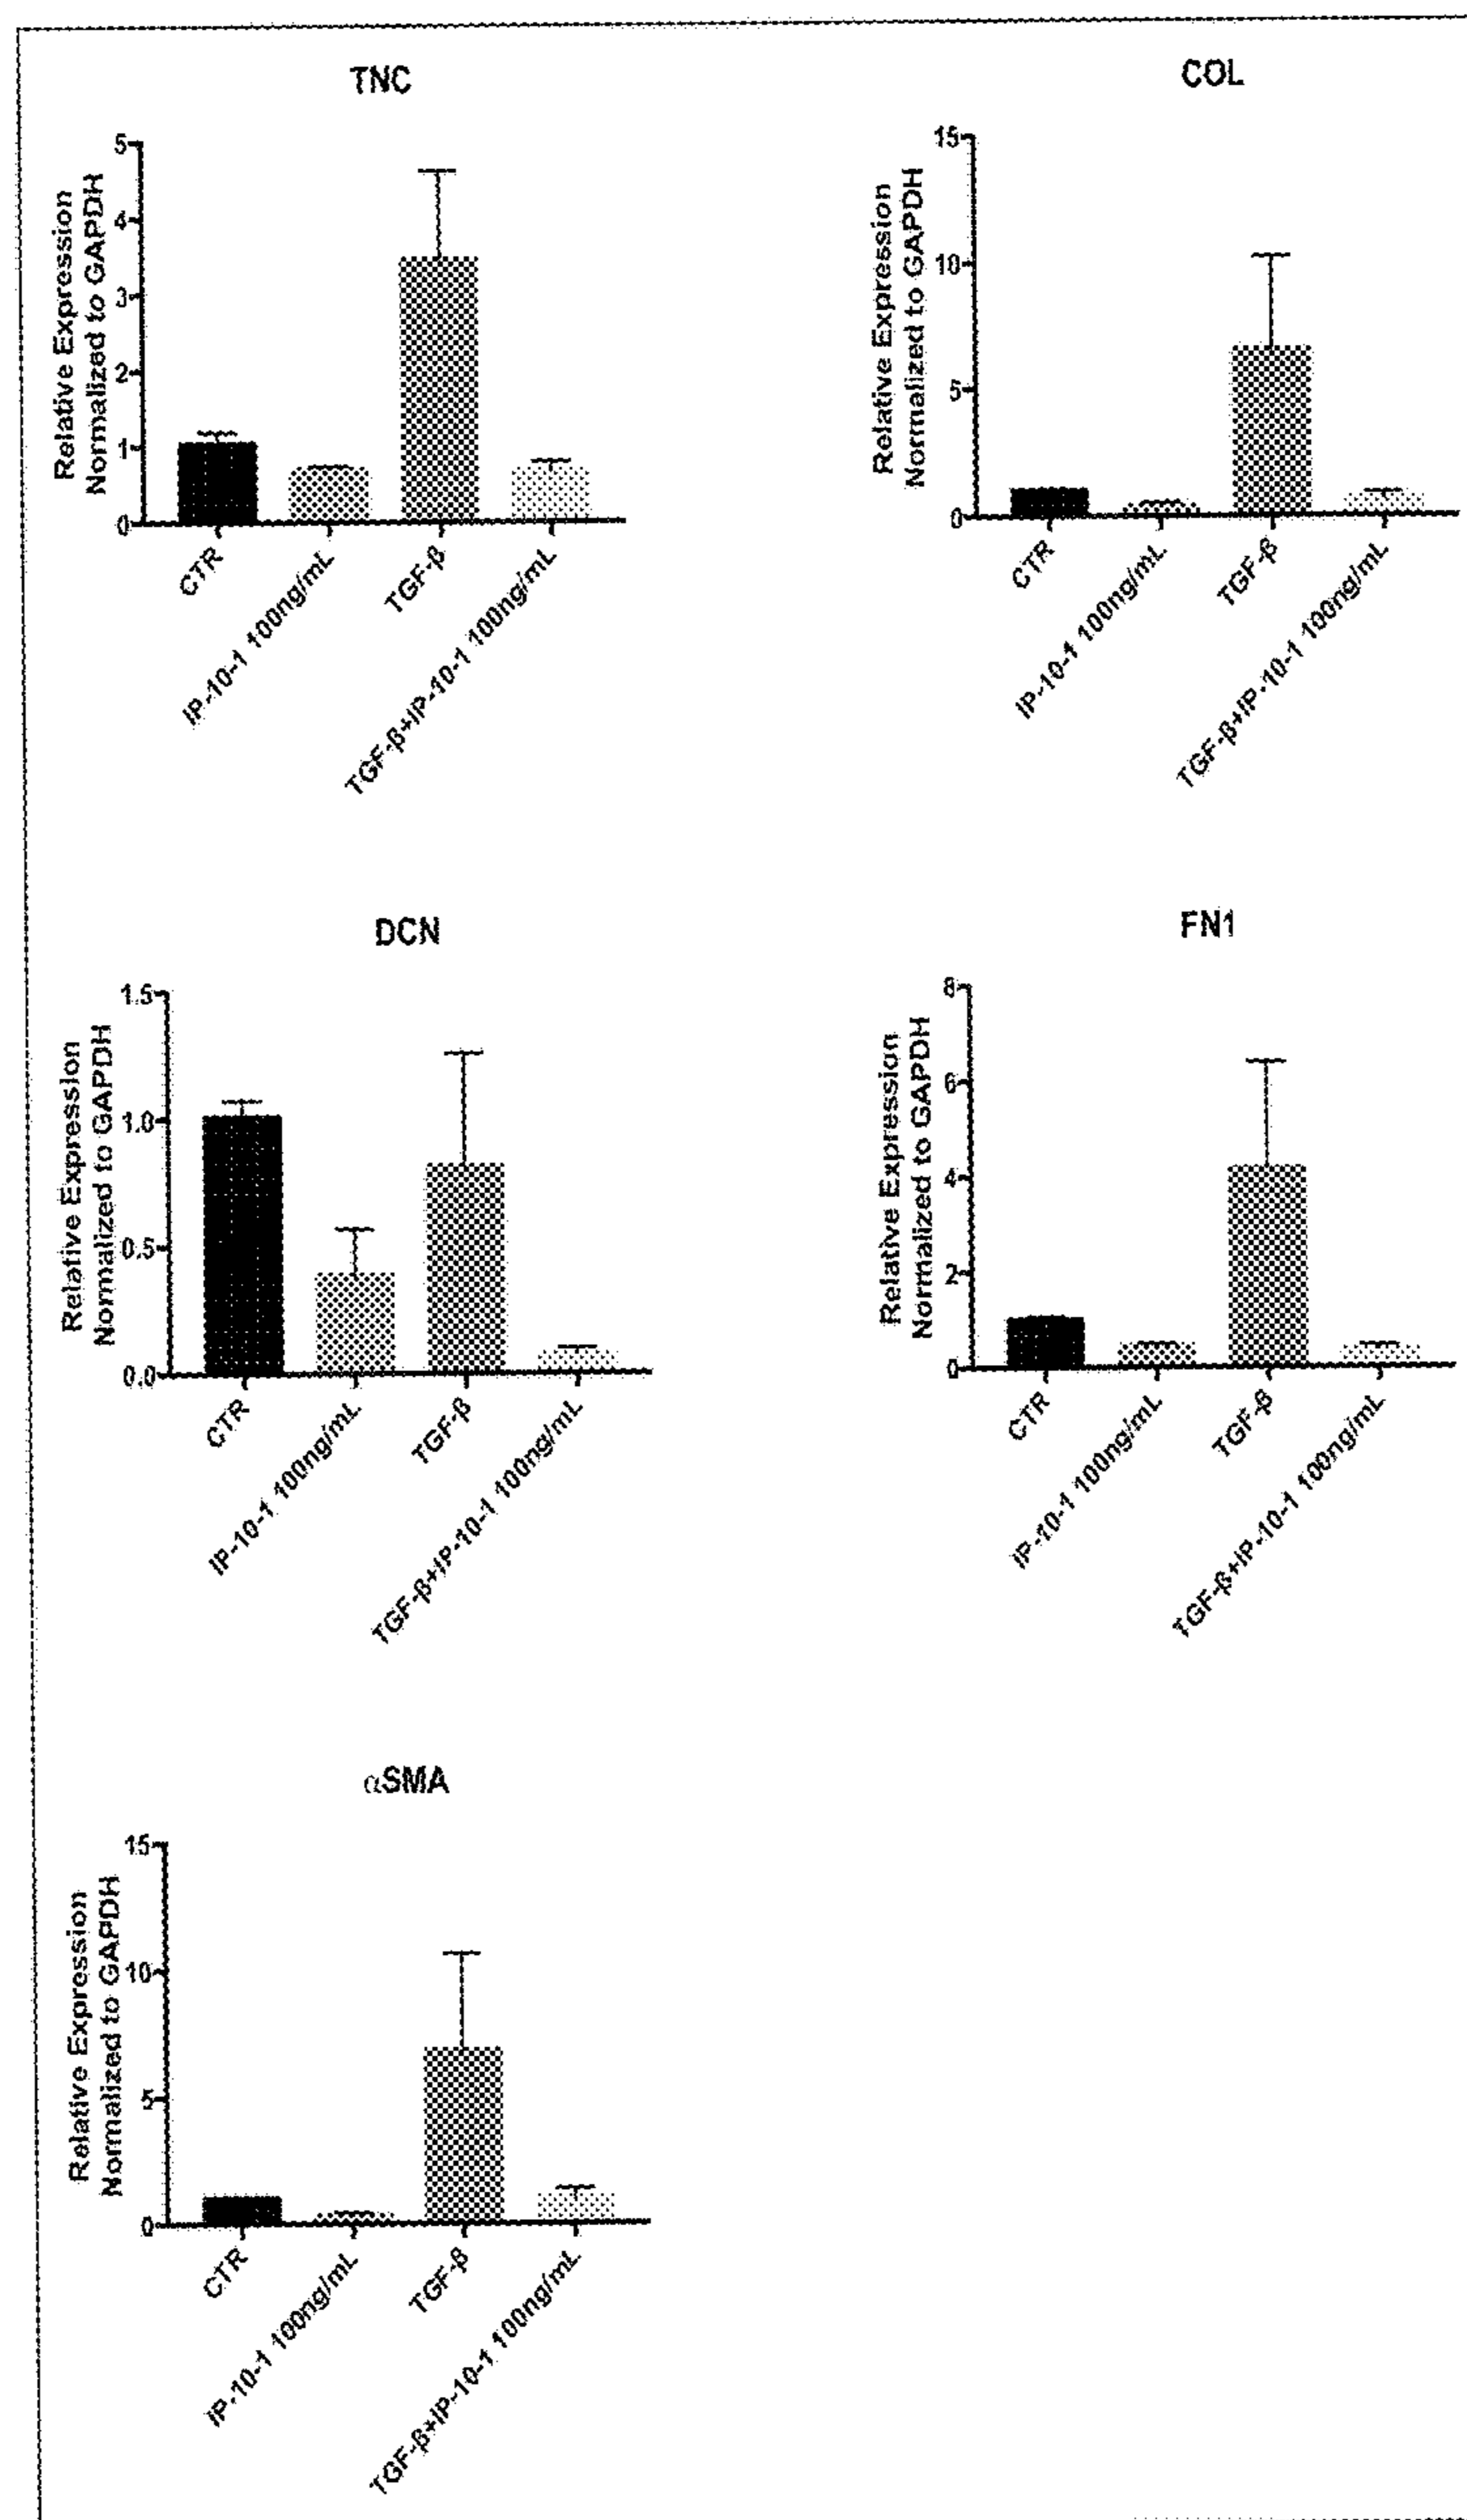 TNC
Relative Expression
Normalized to GAPDH
5
4
3
2
1
0
CTR
IP-10-1 100ng/mL
TGF-β
TGF-β+IP-10-1 100ng/mL
COL
Relative Expression
Normalized to GAPDH
15
10
5
0
CTR
IP-10-1 100ng/mL
TGF-β
TGF-β+IP-10-1 100ng/mL
DCN
Relative Expression
Normalized to GAPDH
1.5
1.0
0.5
0.0
CTR
IP-10-1 100ng/mL
TGF-β
TGF-β+IP-10-1 100ng/mL
FN1
Relative Expression
Normalized to GAPDH
8
6
4
2
0
CTR
IP-10-1 100ng/mL
TGF-β
TGF-β+IP-10-1 100ng/mL
αSMA
Relative Expression
Normalized to GAPDH
15
10
5
0
CTR
IP-10-1 100ng/mL
TGF-β
TGF-β+IP-10-1 100ng/mL